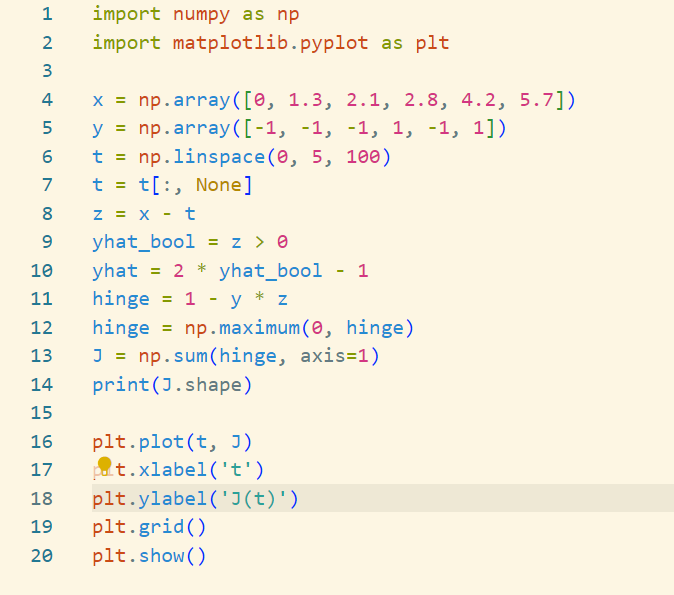 1 import numpy as np
2 import matplotlib.pyplot as plt
3
4 x = np.array([0, 1.3, 2.1, 2.8, 4.2, 5.7])
5 y = np.array([-1, -1, -1, 1, -1, 1])
6 t = np.linspace(0, 5, 100)
7 t = t[:, None]
8 z = x - t
9 yhat_bool = z > 0
10 yhat = 2 * yhat_bool - 1
11 hinge = 1 - y * z
12 hinge = np.maximum(0, hinge)
13 J = np.sum(hinge, axis=1)
14 print(J.shape)
15
16 plt.plot(t, J)
17 plt.xlabel('t')
18 plt.ylabel('J(t)')
19 plt.grid()
20 plt.show()